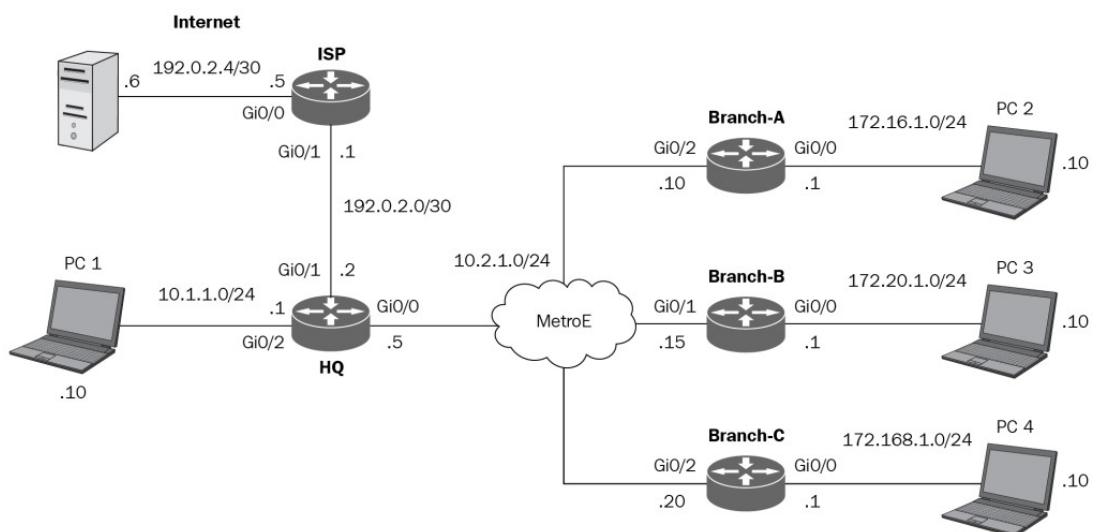 Internet
ISP
192.0.2.4/30
.6
.5
Gi0/0
Gi0/1
.1
192.0.2.0/30
PC 1
Gi0/1
.2
10.1.1.0/24
.1
Gi0/0
Gi0/2
.5
HQ
.10
10.2.1.0/24
MetroE
Branch-A
172.16.1.0/24
PC 2
Gi0/2
Gi0/0
.10
.1
.10
Branch-B
172.20.1.0/24
PC 3
Gi0/1
Gi0/0
.10
.15
.1
Branch-C
172.168.1.0/24
PC 4
Gi0/2
Gi0/0
.10
.20
.1